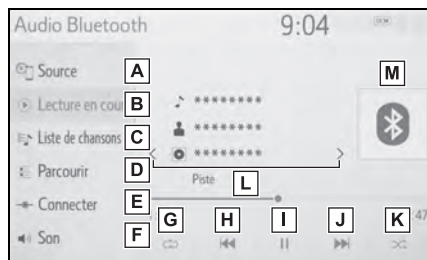 Audio Bluetooth 9:04
Source A M
Lecture en cour B ********
Liste de chansons C ********
********
Parcourir D
Piste L
Connecter E
47
Son F G H I J K